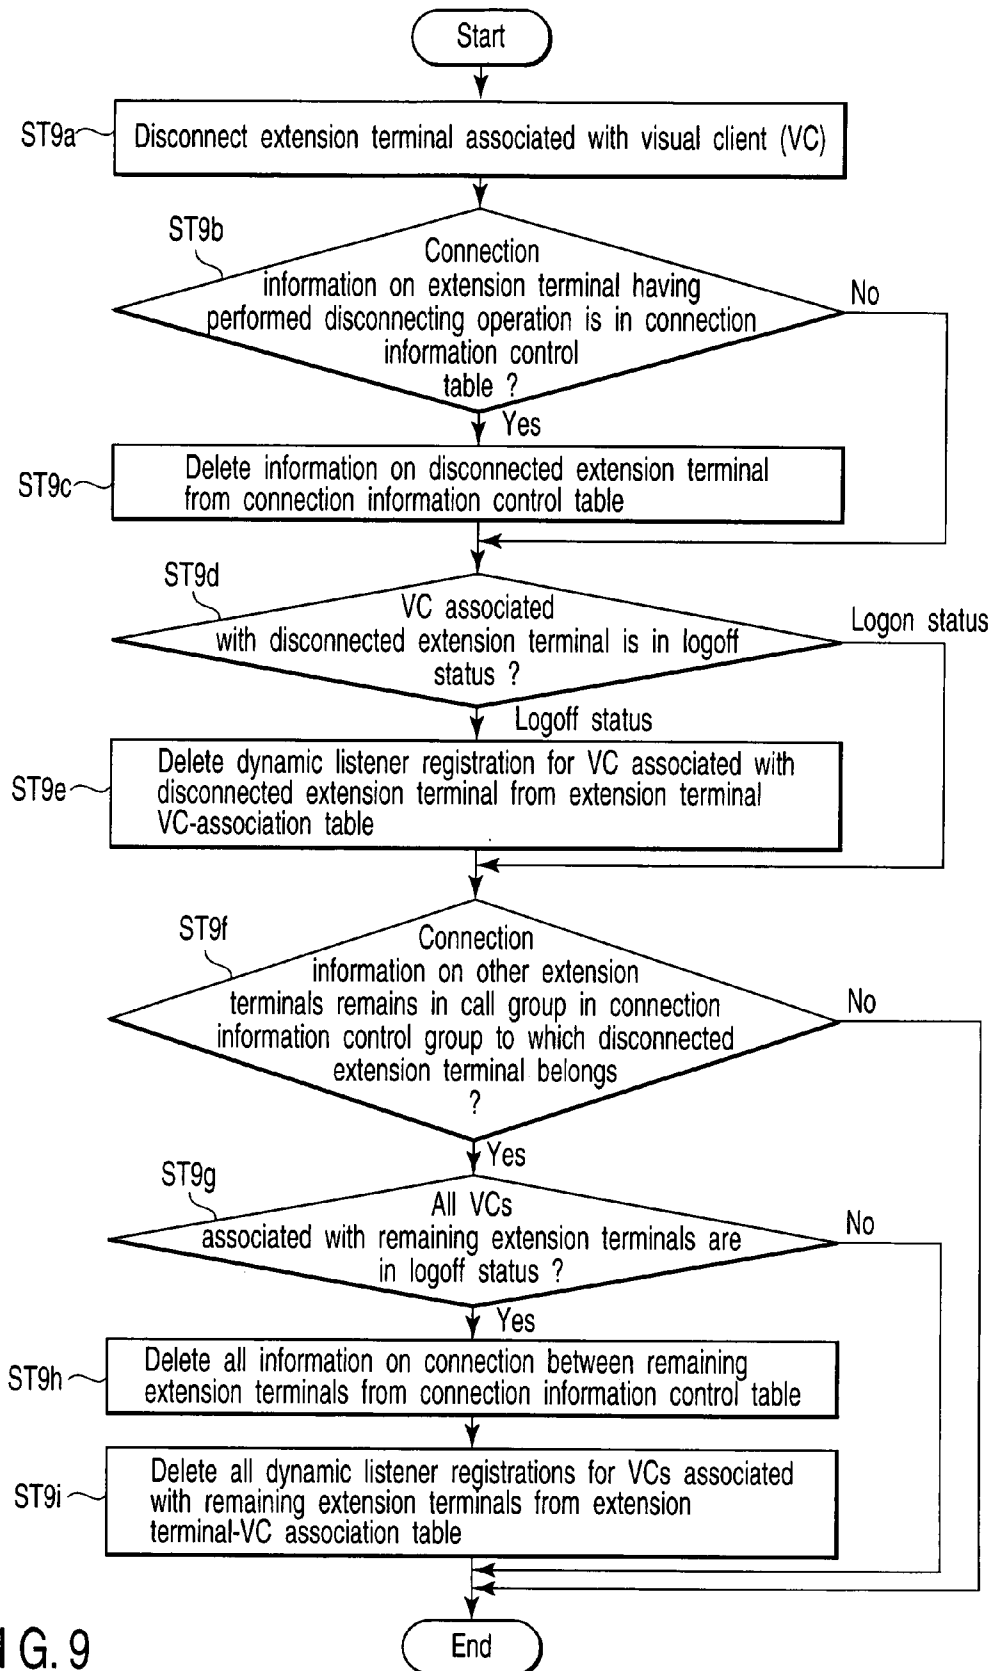 Start
ST9a
Disconnect extension terminal associated with visual client (VC)
ST9b
Connection
information on extension terminal having
performed disconnecting operation is in connection
information control
table ?
No
Yes
ST9c
Delete information on disconnected extension terminal
from connection information control table
ST9d
VC associated
with disconnected extension terminal is in logoff
status ?
Logon status
Logoff status
ST9e
Delete dynamic listener registration for VC associated with
disconnected extension terminal from extension terminal
VC-association table
ST9f
Connection
information on other extension
terminals remains in call group in connection
information control group to which disconnected
extension terminal belongs
?
No
Yes
ST9g
All VCs
associated with remaining extension terminals are
in logoff status ?
No
Yes
ST9h
Delete all information on connection between remaining
extension terminals from connection information control table
ST9i
Delete all dynamic listener registrations for VCs associated
with remaining extension terminals from extension
terminal-VC association table
End
IG. 9